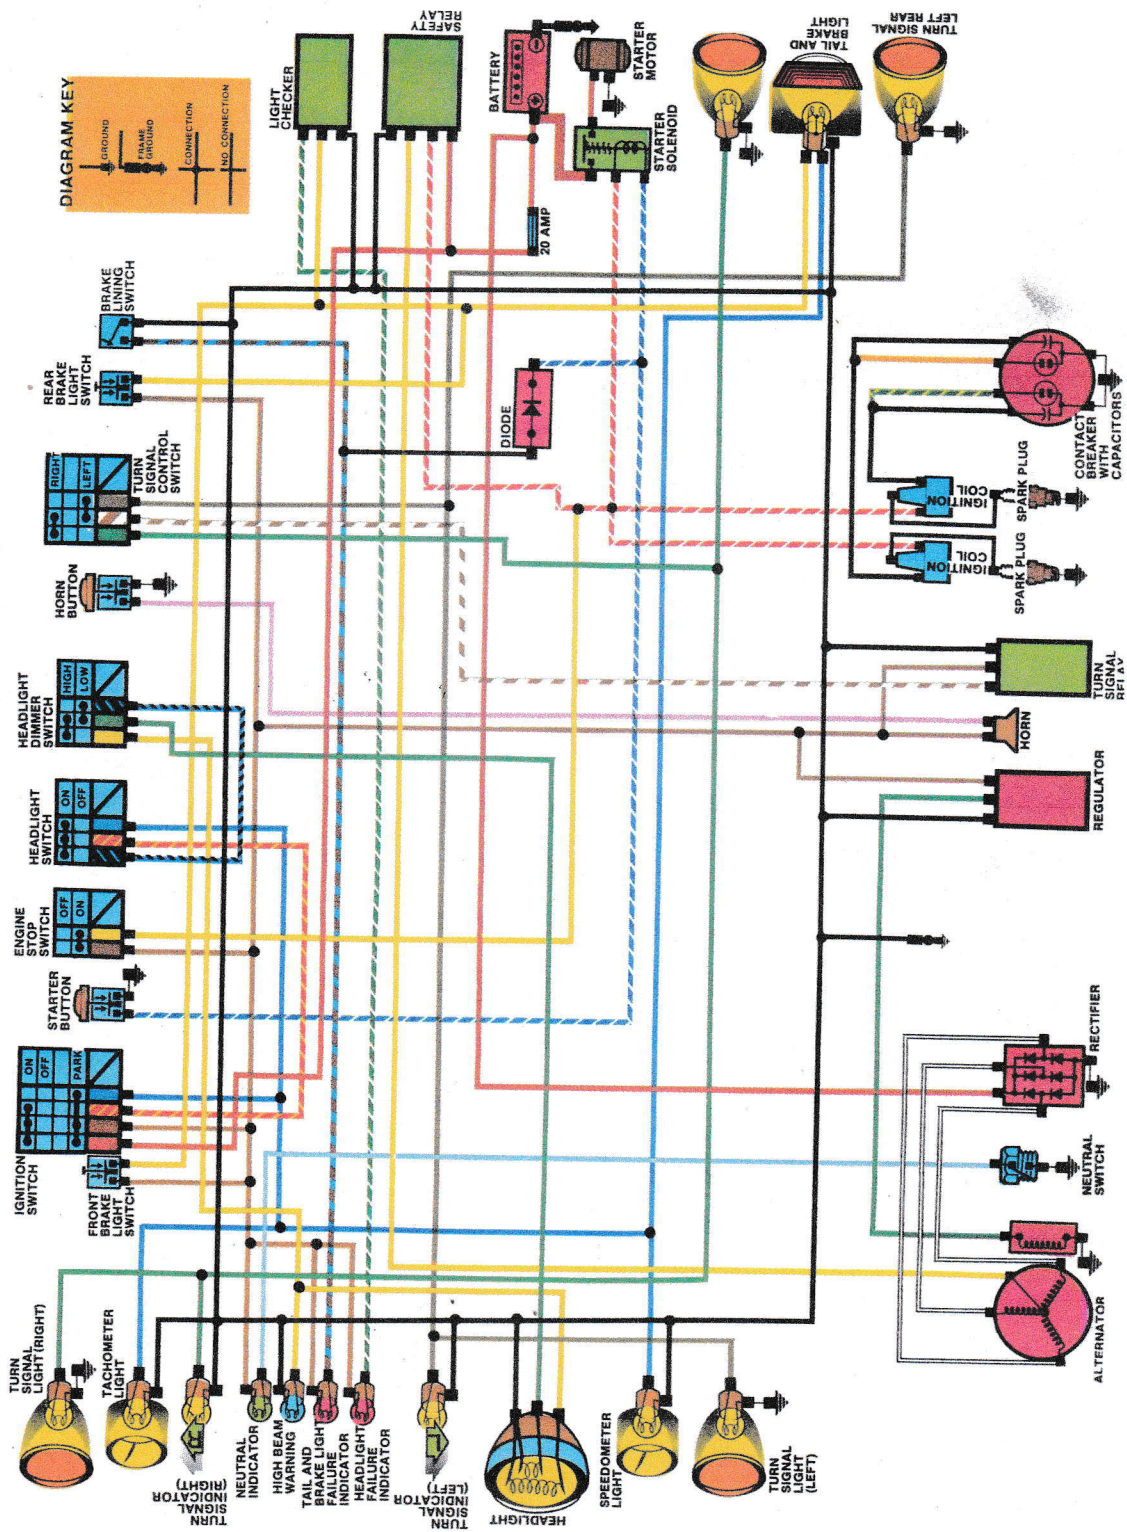 DIAGRAM KEY
GROUND
FRAME
GROUND
CONNECTION
NO CONNECTION
LIGHT
CHECKER
SAFETY
RELAY
BATTERY
STARTER
MOTOR
STARTER
SOLENOID
20 AMP
TAIL AND
BRAKE
LIGHT
TURN SIGNAL
LEFT REAR
BRAKE
LINING
SWITCH
REAR
BRAKE
LIGHT
SWITCH
RIGHT
LEFT
TURN
SIGNAL
CONTROL
SWITCH
DIODE
CONTACT
BREAKER
WITH
CAPACITORS
IGNITION
COIL
SPARK PLUG
IGNITION
COIL
SPARK PLUG
HORN
BUTTON
HEADLIGHT
DIMMER
SWITCH
HIGH
LOW
TURN
SIGNAL
RELAY
HORN
REGULATOR
HEADLIGHT
SWITCH
ON
OFF
ENGINE
STOP
SWITCH
OFF
ON
STARTER
BUTTON
IGNITION
SWITCH
ON
OFF
PARK
FRONT
BRAKE
LIGHT
SWITCH
RECTIFIER
NEUTRAL
SWITCH
ALTERNATOR
TURN
SIGNAL
LIGHT (RIGHT)
TACHOMETER
LIGHT
TURN
SIGNAL
INDICATOR
(RIGHT)
R
NEUTRAL
INDICATOR
HIGH BEAM
WARNING
TAIL AND
BRAKE LIGHT
FAILURE
INDICATOR
HEADLIGHT
FAILURE
INDICATOR
TURN
SIGNAL
INDICATOR
(LEFT)
L
HEADLIGHT
SPEEDOMETER
LIGHT
TURN
SIGNAL
LIGHT
(LEFT)